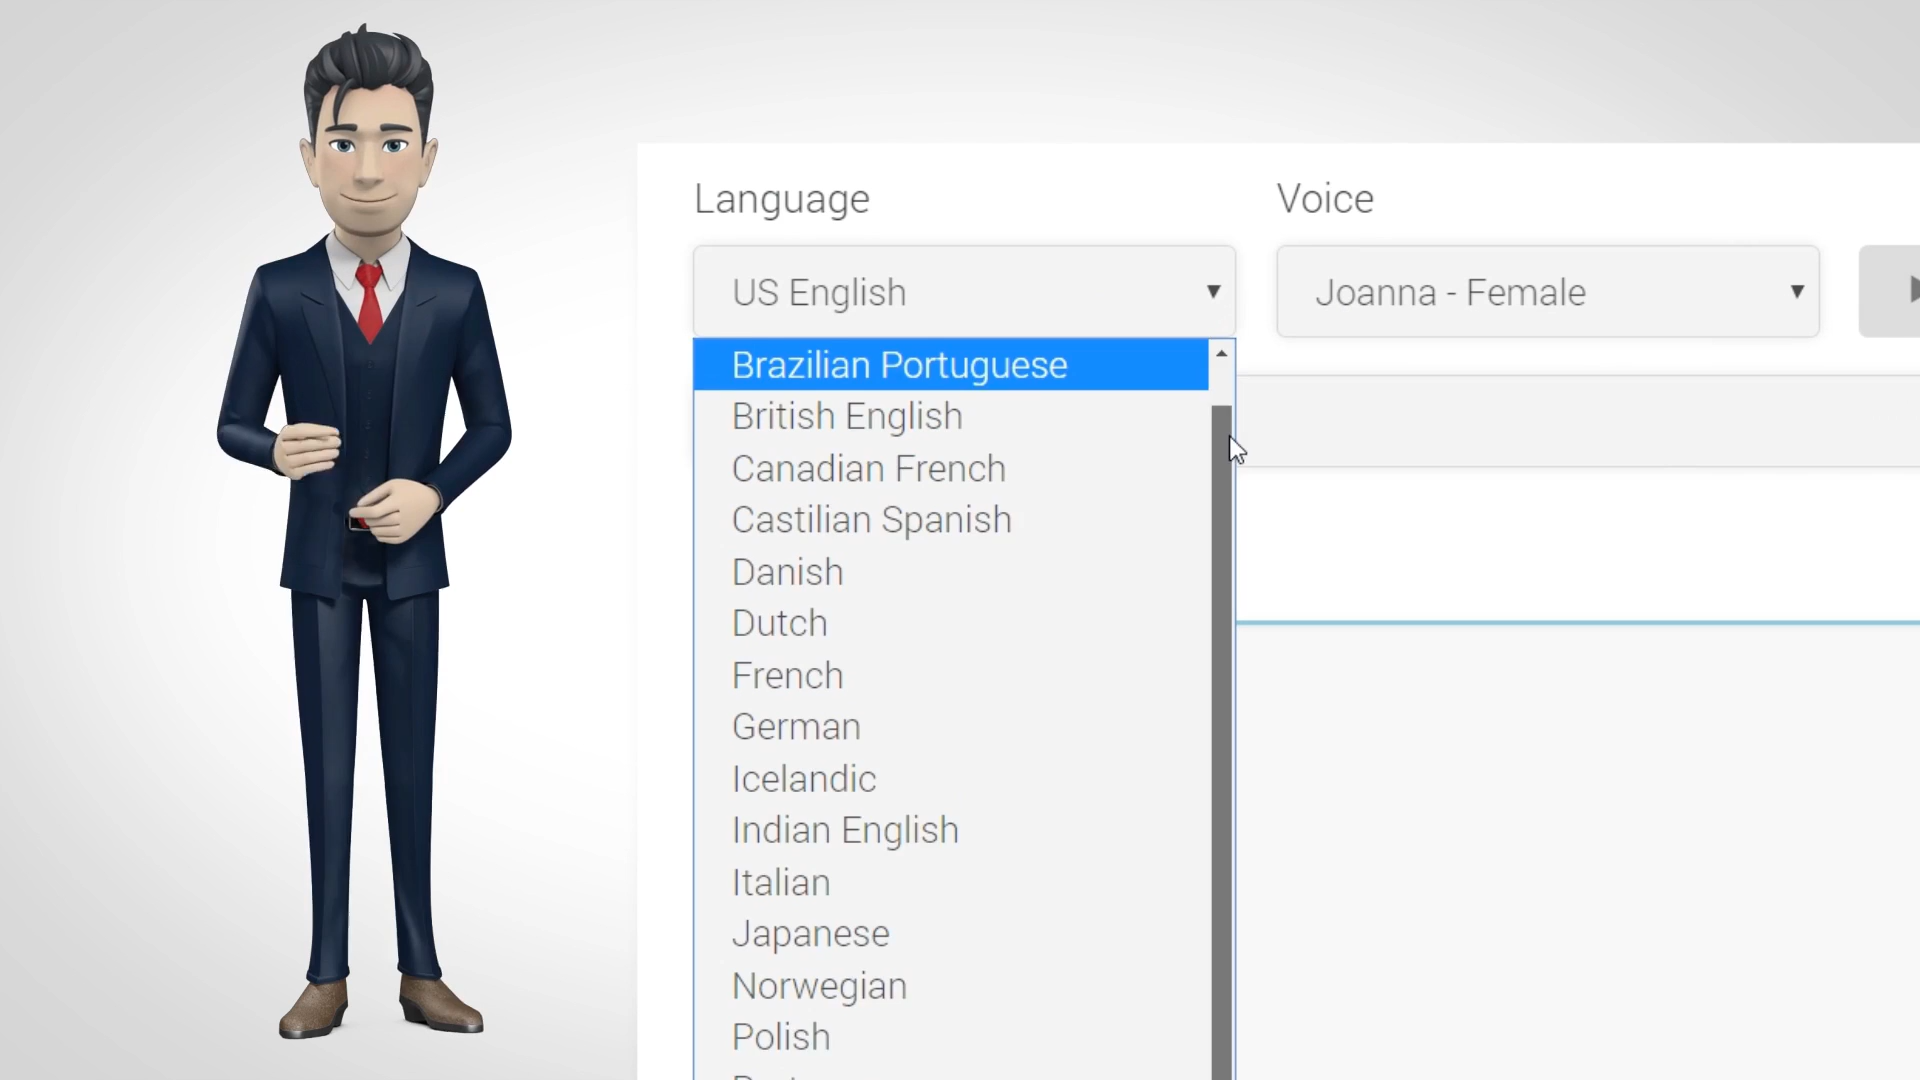 Language
Voice
US English
Joanna - Female
Brazilian Portuguese
British English
Canadian French
Castilian Spanish
Danish
Dutch
French
German
Icelandic
Indian English
Italian
Japanese
Norwegian
Polish